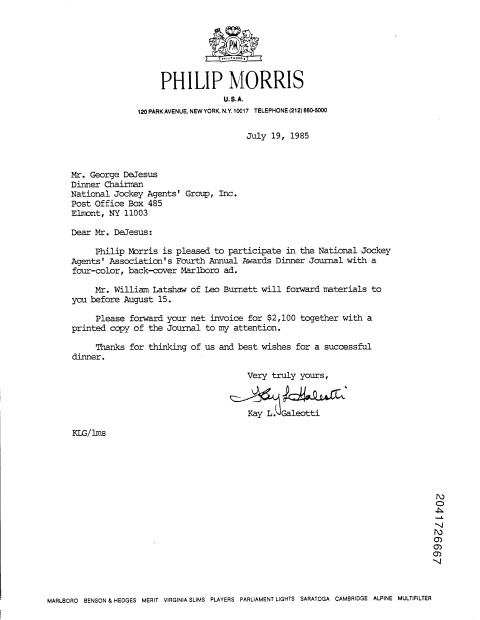 PM
PHILIP MORRIS
U.S.A.
120 PARK AVENUE, NEW YORK, N.Y. 10017 TELEPHONE (212) 880-5000
July 19, 1985
Mr. George DeJesus
Dinner Chairman
National Jockey Agents' Group, Inc.
Post Office Box 485
Elmont, NY 11003
Dear Mr. DeJesus:
Philip Morris is pleased to participate in the National Jockey
Agents' Association's Fourth Annual Awards Dinner Journal with a
four-color, back-cover Marlboro ad.
Mr. William Latshaw of Leo Burnett will forward materials to
you before August 15.
Please forward your net invoice for $2,100 together with a
printed copy of the Journal to my attention.
Thanks for thinking of us and best wishes for a successful
dinner.
Very truly yours,
Kay L Galeotti
Kay L. Galeotti
KLG/lms
2041726667
MARLBORO BENSON & HEDGES MERIT VIRGINIA SLIMS PLAYERS PARLIAMENT LIGHTS SARATOGA CAMBRIDGE ALPINE MULTIFILTER